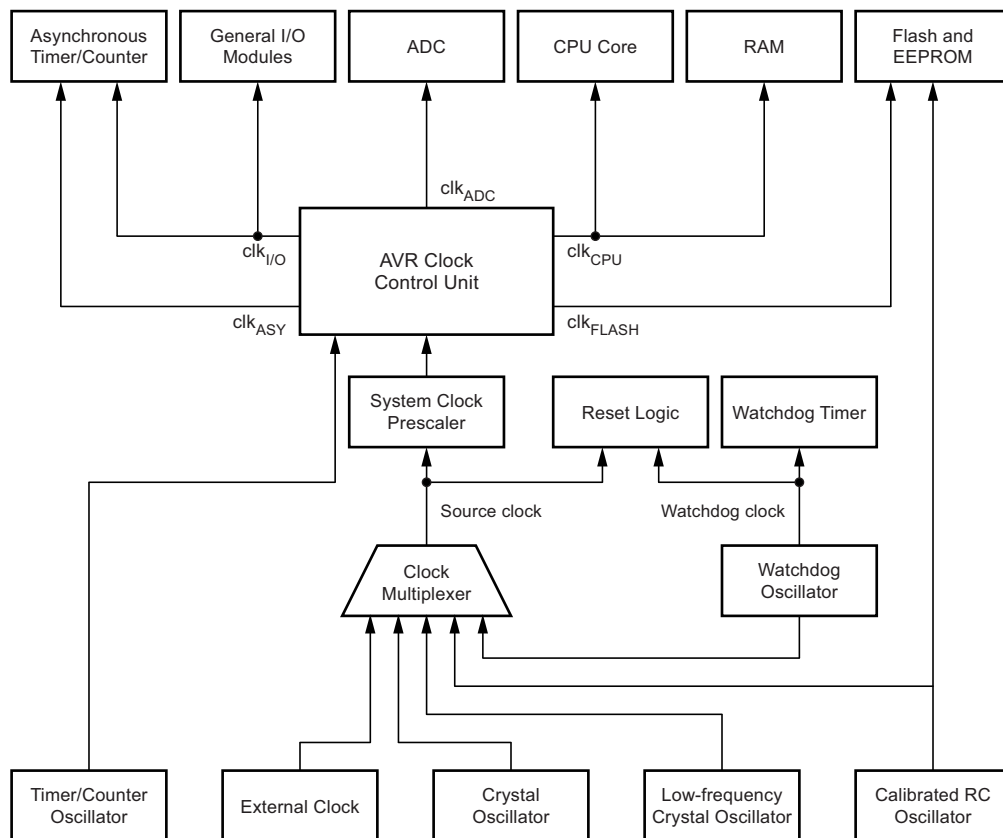 Asynchronous
Timer/Counter
General I/O
Modules
ADC
CPU Core
RAM
Flash and
EEPROM
clkADC
clkI/O
AVR Clock
Control Unit
clkCPU
clkASY
clkFLASH
System Clock
Prescaler
Reset Logic
Watchdog Timer
Source clock
Watchdog clock
Clock
Multiplexer
Watchdog
Oscillator
Timer/Counter
Oscillator
External Clock
Crystal
Oscillator
Low-frequency
Crystal Oscillator
Calibrated RC
Oscillator